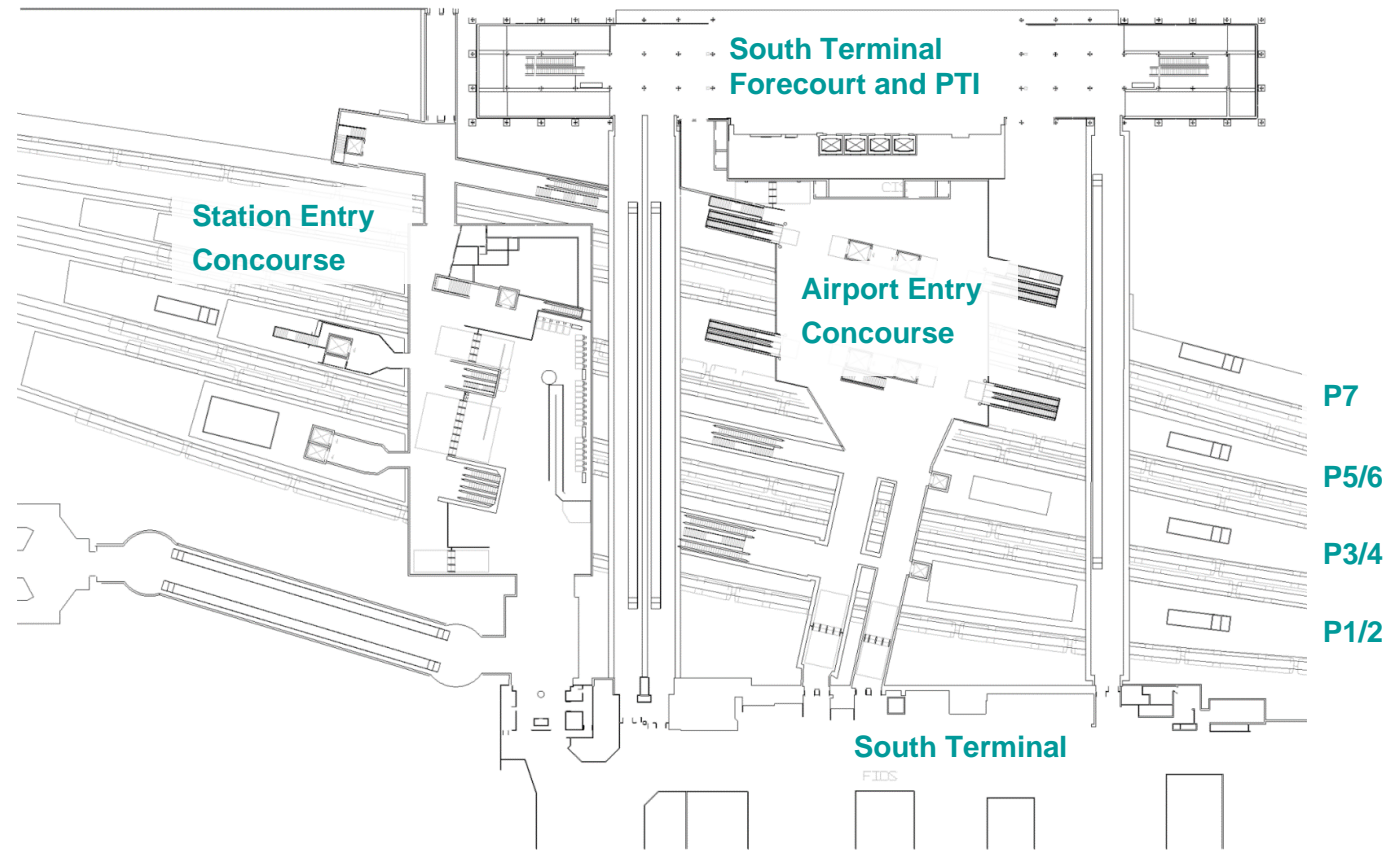 South Terminal
Forecourt and PTI
Station Entry
Concourse
Airport Entry
Concourse
P7
P5/6
P3/4
P1/2
South Terminal
FIDS